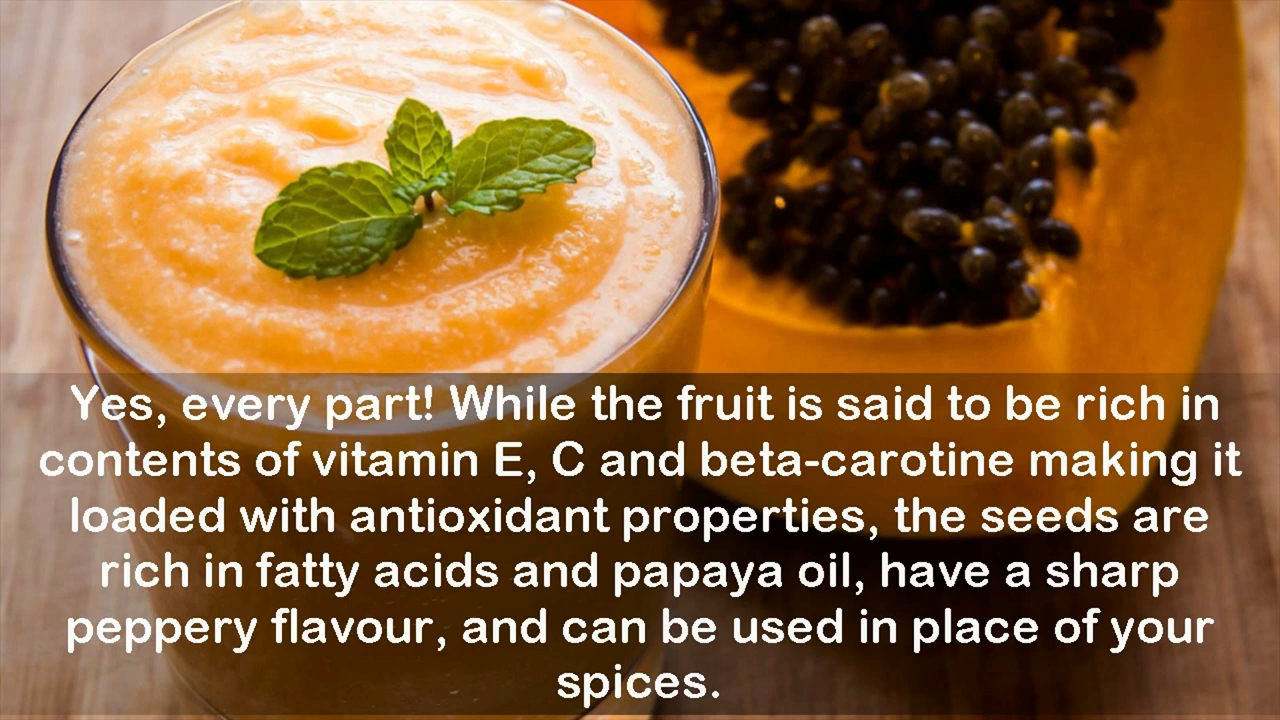 Yes, every part! While the fruit is said to be rich in
contents of vitamin E, C and beta-carotine making it
loaded with antioxidant properties, the seeds are
rich in fatty acids and papaya oil, have a sharp
peppery flavour, and can be used in place of your
spices.